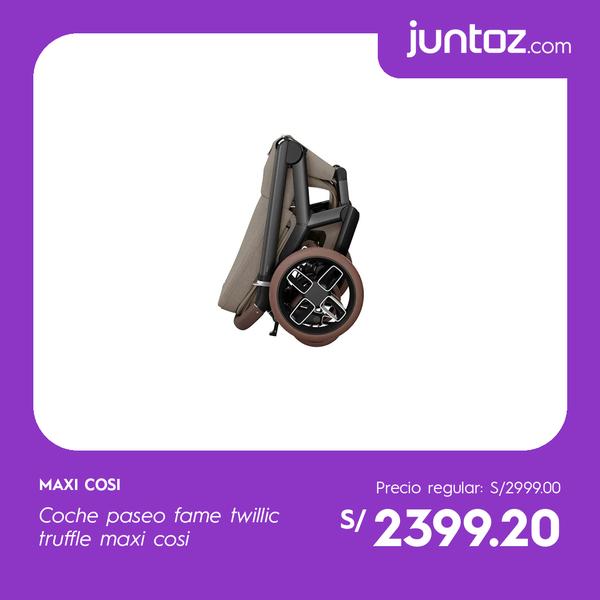 juntoz.com
MAXI COSI
Coche paseo fame twillic
truffle maxi cosi
Precio regular: S/2999.00
S/ 2399.20